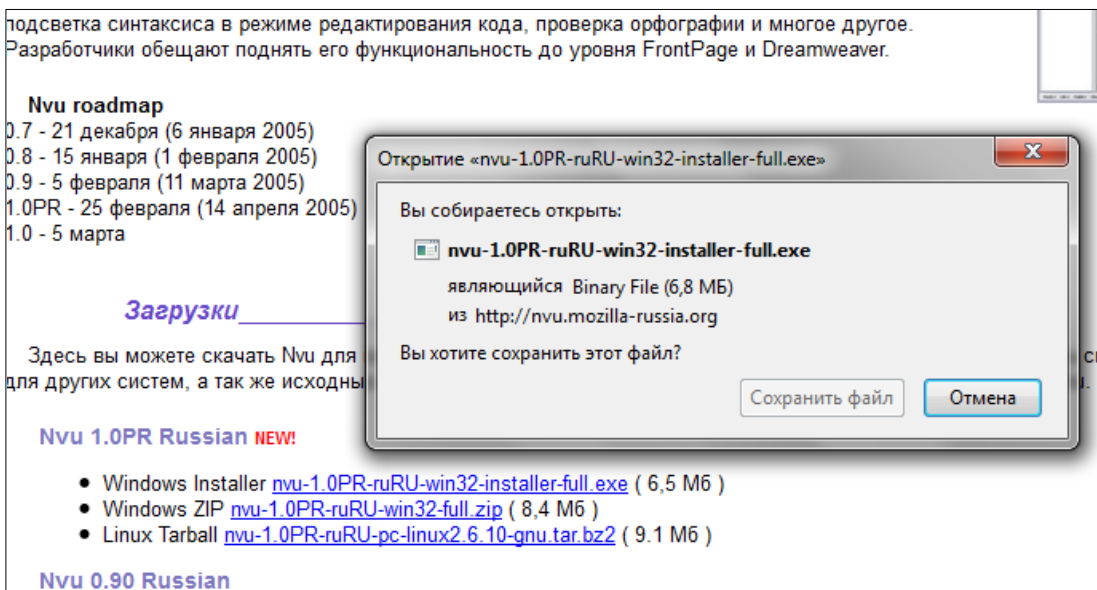 подсветка синтаксиса в режиме редактирования кода, проверка орфографии и многое другое.
Разработчики обещают поднять его функциональность до уровня FrontPage и Dreamweaver.
Nvu roadmap
0.7 - 21 декабря (6 января 2005)
0.8 - 15 января (1 февраля 2005)
0.9 - 5 февраля (11 марта 2005)
1.0PR - 25 февраля (14 апреля 2005)
1.0 - 5 марта
Открытие «nvu-1.0PR-ruRU-win32-installer-full.exe»
Вы собираетесь открыть:
nvu-1.0PR-ruRU-win32-installer-full.exe
являющийся Binary File (6,8 МБ)
из http://nvu.mozilla-russia.org
Вы хотите сохранить этот файл?
Сохранить файл Отмена
Загрузки
Здесь вы можете скачать Nvu для
для других систем, а так же исходны
Nvu 1.0PR Russian NEW!
• Windows Installer nvu-1.0PR-ruRU-win32-installer-full.exe ( 6,5 Мб )
• Windows ZIP nvu-1.0PR-ruRU-win32-full.zip ( 8,4 Мб )
• Linux Tarball nvu-1.0PR-ruRU-pc-linux2.6.10-gnu.tar.bz2 ( 9.1 Мб )
Nvu 0.90 Russian